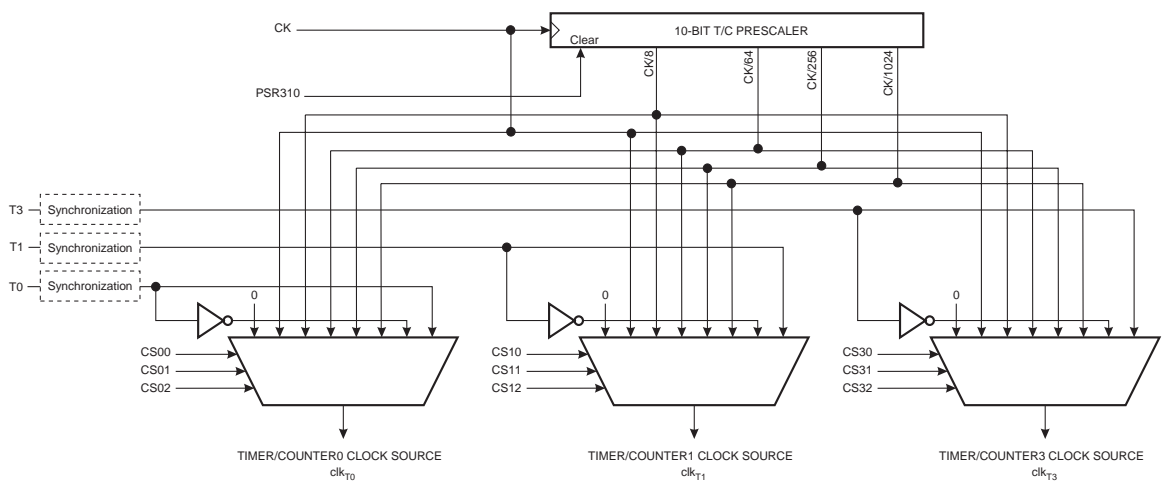 CK
10-BIT T/C PRESCALER
Clear
CK/8
CK/64
CK/256
CK/1024
PSR310
T3
Synchronization
T1
Synchronization
T0
Synchronization
0
0
0
CS00
CS01
CS02
CS10
CS11
CS12
CS30
CS31
CS32
TIMER/COUNTER0 CLOCK SOURCE
clkT0
TIMER/COUNTER1 CLOCK SOURCE
clkT1
TIMER/COUNTER3 CLOCK SOURCE
clkT3